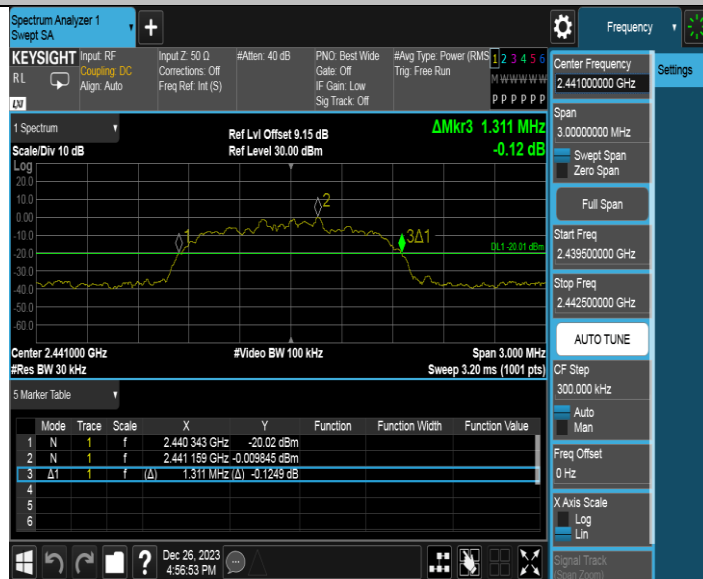 Spectrum Analyzer 1
Swept SA
+
Frequency
KEYSIGHT
RL
LXI
Input: RF
Coupling: DC
Align: Auto
Input Z: 50 Ω
Corrections: Off
Freq Ref: Int (S)
#Atten: 40 dB
PNO: Best Wide
Gate: Off
IF Gain: Low
Sig Track: Off
#Avg Type: Power (RMS
Trig: Free Run
1 2 3 4 5 6
M W W W W W
P P P P P P
Center Frequency
2.441000000 GHz
Settings
Span
3.00000000 MHz
Swept Span
Zero Span
Full Span
Start Freq
2.439500000 GHz
Stop Freq
2.442500000 GHz
AUTO TUNE
CF Step
300.000 kHz
Auto
Man
Freq Offset
0 Hz
X Axis Scale
Log
Lin
Signal Track
(Span Zoom)
1 Spectrum
Scale/Div 10 dB
Ref Lvl Offset 9.15 dB
Ref Level 30.00 dBm
ΔMkr3 1.311 MHz
-0.12 dB
Log
20.0
10.0
0.00
-10.0
-20.0
-30.0
-40.0
-50.0
-60.0
1
2
3Δ1
DL1 -20.01 dBm
Center 2.441000 GHz
#Res BW 30 kHz
#Video BW 100 kHz
Span 3.000 MHz
Sweep 3.20 ms (1001 pts)
5 Marker Table
Mode Trace Scale X Y Function Function Width Function Value
1 N 1 f 2.440 343 GHz -20.02 dBm
2 N 1 f 2.441 159 GHz -0.009845 dBm
3 Δ1 1 f (Δ) 1.311 MHz (Δ) -0.1249 dB
4
5
6
?
Dec 26, 2023
4:56:53 PM